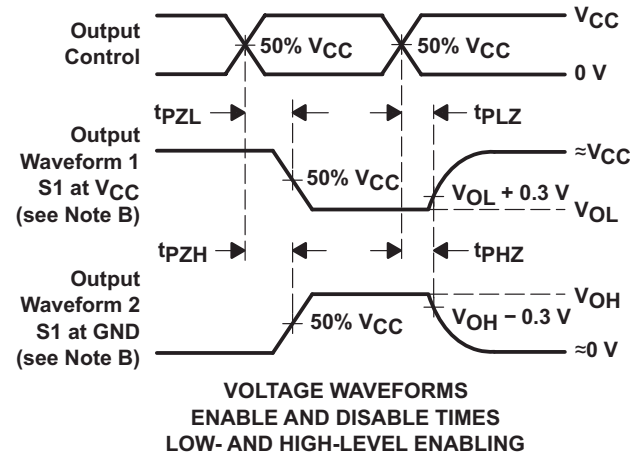 Output
Control
50% VCC
50% VCC
VCC
0 V
tPZL
tPLZ
Output
Waveform 1
S1 at VCC
(see Note B)
50% VCC
≈VCC
VOL + 0.3 V
VOL
tPZH
tPHZ
Output
Waveform 2
S1 at GND
(see Note B)
50% VCC
VOH
VOH − 0.3 V
≈0 V
VOLTAGE WAVEFORMS
ENABLE AND DISABLE TIMES
LOW- AND HIGH-LEVEL ENABLING